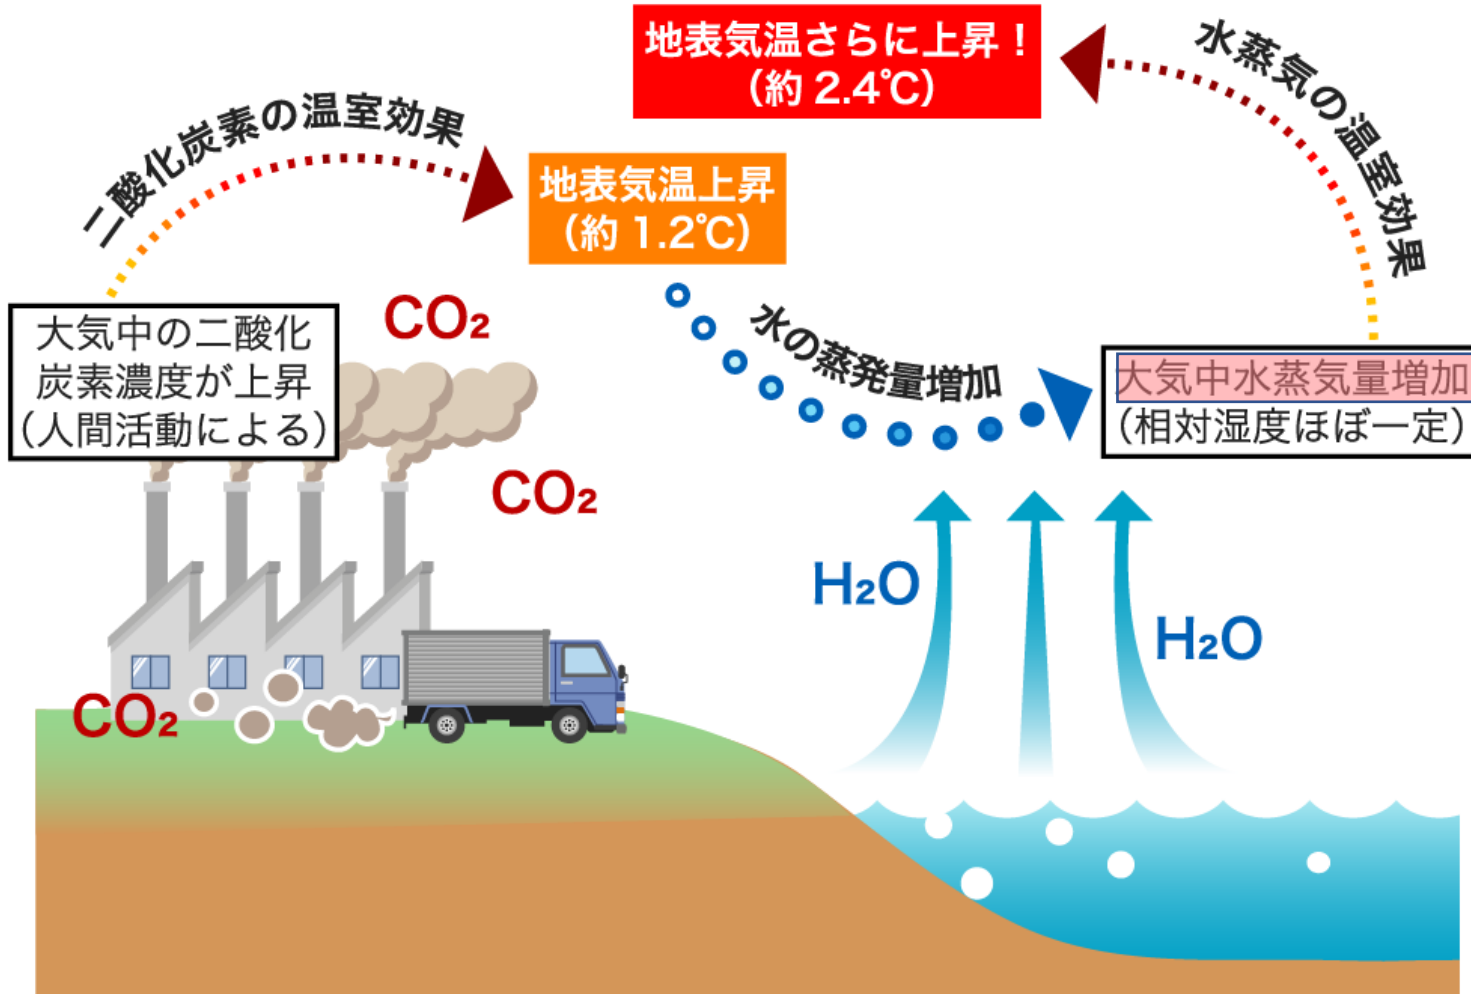 二酸化炭素の温室効果
大気中の二酸化
炭素濃度が上昇
（人間活動による）
地表気温上昇
（約 1.2℃）
水の蒸発量増加
大気中水蒸気量増加
（相対湿度ほぼ一定）
水蒸気の温室効果
地表気温さらに上昇！
（約 2.4℃）
CO₂
CO₂
CO₂
H₂O
H₂O